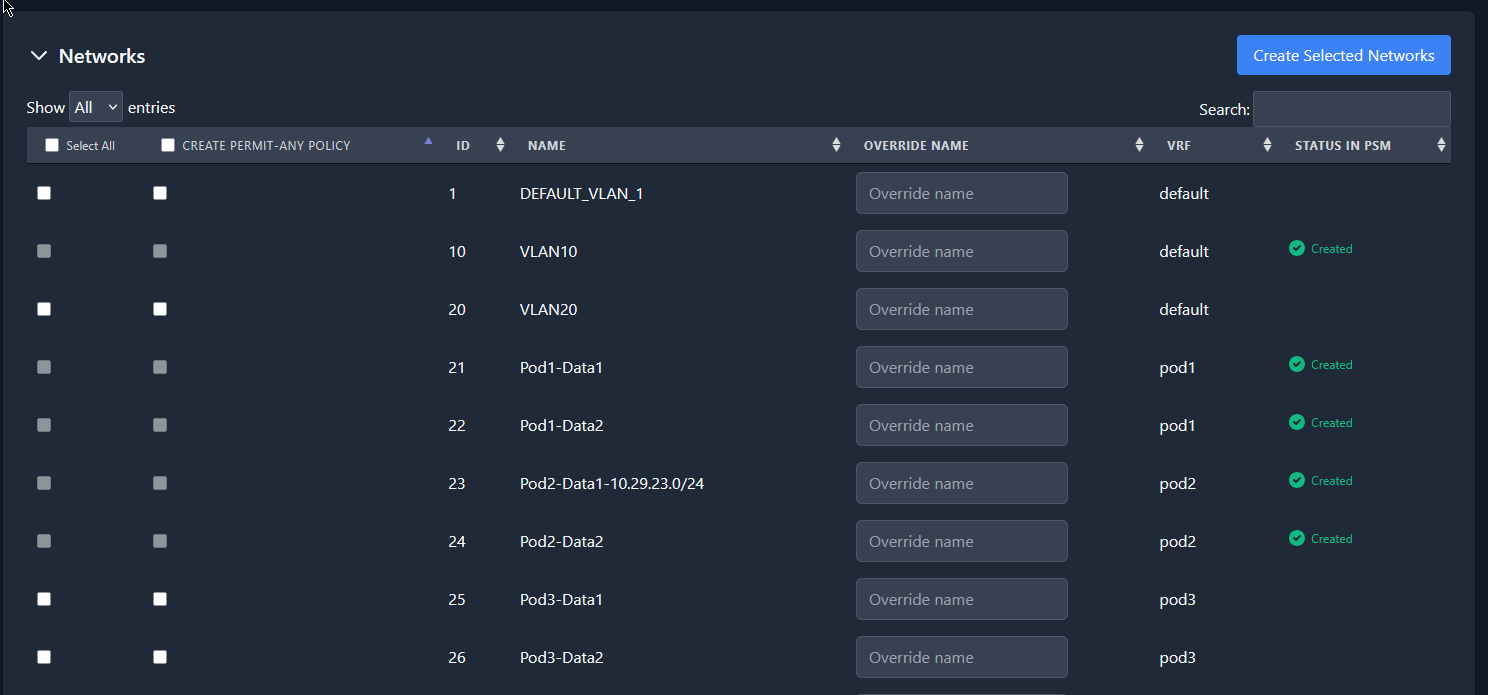 Networks
Create Selected Networks
Show All entries
Search:
Select All CREATE PERMIT-ANY POLICY ID NAME OVERRIDE NAME VRF STATUS IN PSM
1 DEFAULT_VLAN_1 Override name default
10 VLAN10 Override name default Created
20 VLAN20 Override name default
21 Pod1-Data1 Override name pod1 Created
22 Pod1-Data2 Override name pod1 Created
23 Pod2-Data1-10.29.23.0/24 Override name pod2 Created
24 Pod2-Data2 Override name pod2 Created
25 Pod3-Data1 Override name pod3
26 Pod3-Data2 Override name pod3